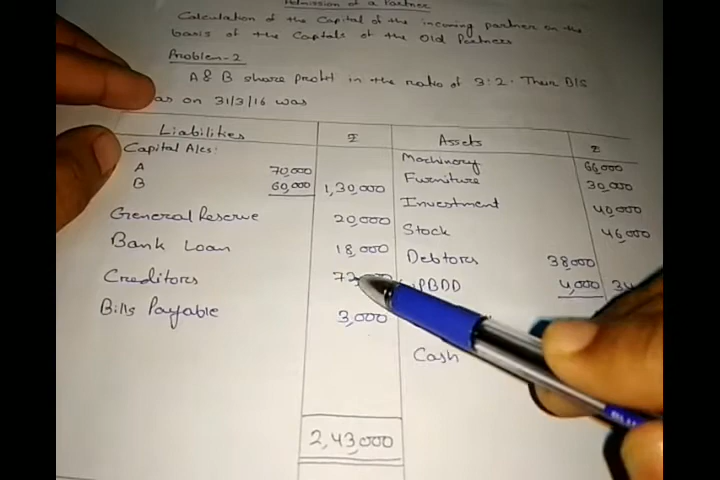 Admission of a Partner
Calculation of the Capital of the incoming partner on the
basis of the Capitals of the Old Partners
Problem-2
A & B share profit in the ratio of 3:2. Their B/S
as on 31/3/16 was
Liabilities ₹ Assets ₹
Capital A/cs: Machinery 66,000
A 70,000 Furniture 30,000
B 60,000 1,30,000 Investment 40,000
General Reserve 20,000 Stock 46,000
Bank Loan 18,000 Debtors 38,000
Creditors PBDD 4,000
Bills Payable 3,000
Cash
2,43,000